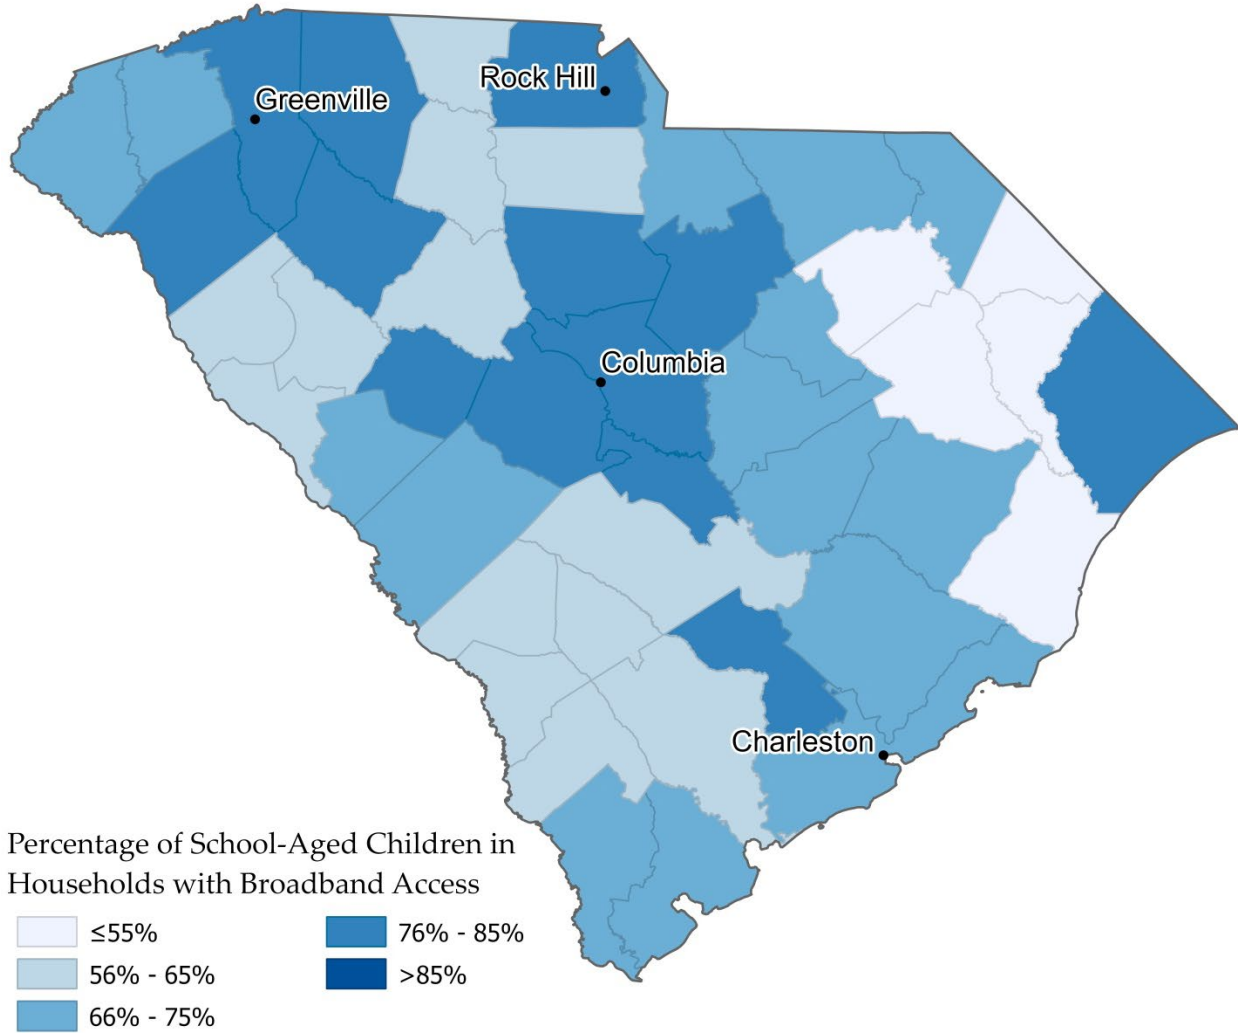 Rock Hill
Greenville
Columbia
Charleston
Percentage of School-Aged Children in
Households with Broadband Access
≤55%
56% - 65%
66% - 75%
76% - 85%
>85%